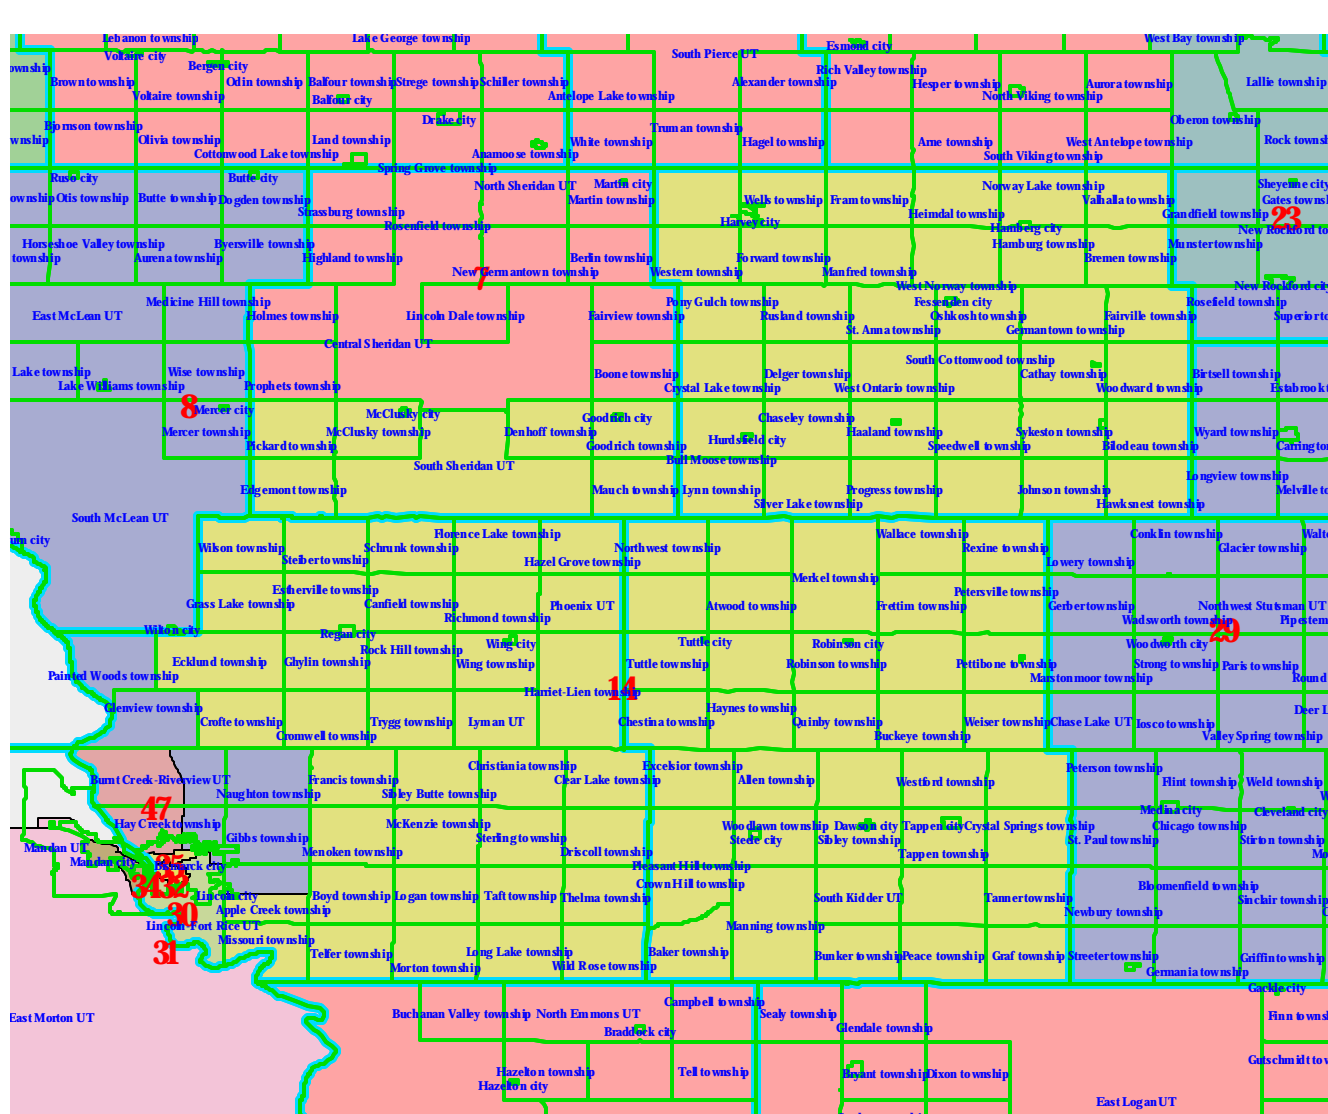 Lebanon township
Lake George township
West Bay township
Voltaire city
South Pierce UT
Esmond city
Bergen city
ownship
Brown township
Odin township
Balfour township
Strege township
Schiller township
Alexander township
Rich Valley township
Hesper township
Aurora township
Lallie township
Voltaire township
Balfour city
Antelope Lake township
North Viking township
Drake city
Oberon township
Bjornson township
Truman township
wnship
Olivia township
Land township
White township
Hagel township
Arne township
West Antelope township
Rock township
Cottonwood Lake township
Anamoose township
South Viking township
Spring Grove township
Ruso city
Butte city
North Sheridan UT
Martin city
Norway Lake township
Sheyenne city
ownship
Otis township
Butte township
Dogden township
Martin township
Wells township
Fram township
Valhalla township
Gates township
Strassburg township
Heimdal township
Grandfield township
23
Rosenfield township
Harvey city
Hamberg city
New Rockford to
Horseshoe Valley township
Byersville township
Hamburg township
Munster township
township
Aurena township
Highland township
Berlin township
Forward township
Bremen township
New Germantown township
7
Western township
Manfred township
West Norway township
New Rockford city
Medicine Hill township
Pony Gulch township
Fessenden city
Rosefield township
East McLean UT
Holmes township
Lincoln Dale township
Fairview township
Rusland township
Oshkosh township
Fairville township
Superior to
St. Anna township
Germantown township
Central Sheridan UT
South Cottonwood township
Lake township
Wise township
Boone township
Delger township
Cathay township
Birtsell township
Lake Williams township
Prophets township
Crystal Lake township
West Ontario township
Woodward township
Estabrook t
8
Mercer city
McClusky city
Goodrich city
Chaseley township
Mercer township
McClusky township
Denhoff township
Haaland township
Sykeston township
Wyard township
Pickard township
Goodrich township
Hurdsfield city
Speedwell township
Bilodeau township
Carrington
South Sheridan UT
Bull Moose township
Longview township
Edgemont township
Mauch township
Lynn township
Progress township
Johnson township
Melville to
Silver Lake township
Hawksnest township
South McLean UT
urn city
Florence Lake township
Wallace township
Conklin township
Walt
Wilson township
Schrunk township
Northwest township
Rexine township
Glacier township
Steiber township
Hazel Grove township
Lowery township
Merkel township
Estherville township
Petersville township
Grass Lake township
Canfield township
Phoenix UT
Atwood township
Frettim township
Gerber township
Northwest Stutsman UT
Richmond township
Wadsworth township
Pipestem
Wilton city
Regan city
29
Wing city
Tuttle city
Robinson city
Woodworth city
Rock Hill township
Ecklund township
Ghylin township
Wing township
Tuttle township
Robinson township
Pettibone township
Strong township
Paris township
Painted Woods township
Marstonmoor township
Round
Harriet-Lien township
14
Glenview township
Haynes township
Deer L
Crofte township
Trygg township
Lyman UT
Chestina township
Quinby township
Weiser township
Chase Lake UT
Iosco township
Cromwell township
Buckeye township
Valley Spring township
Christiania township
Excelsior township
Peterson township
Burnt Creek-Riverview UT
Francis township
Clear Lake township
Allen township
Westford township
Flint township
Weld township
Naughton township
Sibley Butte township
W
47
Medina city
Cleveland city
Hay Creek township
McKenzie township
Woodlawn township
Dawson city
Tappen city
Crystal Springs township
Chicago township
Gibbs township
Sterling township
Steele city
Sibley township
St. Paul township
Stirton township
Mandan UT
Menoken township
Driscoll township
Tappen township
Mo
Mandan city
35
Bismarck city
Pleasant Hill township
34
32
Crown Hill township
Bloomenfield township
Lincoln city
Boyd township
Logan township
Taft township
Thelma township
South Kidder UT
Tanner township
Sinclair township
Apple Creek township
30
Newbury township
C
Lincoln-Fort Rice UT
Manning township
Missouri township
31
Telfer township
Long Lake township
Baker township
Bunker township
Peace township
Graf township
Streeter township
Griffin township
Morton township
Wild Rose township
Germania township
Gackle city
Campbell township
East Morton UT
Buchanan Valley township
North Emmons UT
Sealy township
Finn towns
Braddock city
Glendale township
Gutschmidt tow
Hazelton township
Tell township
Bryant township
Dixon township
Hazelton city
East Logan UT